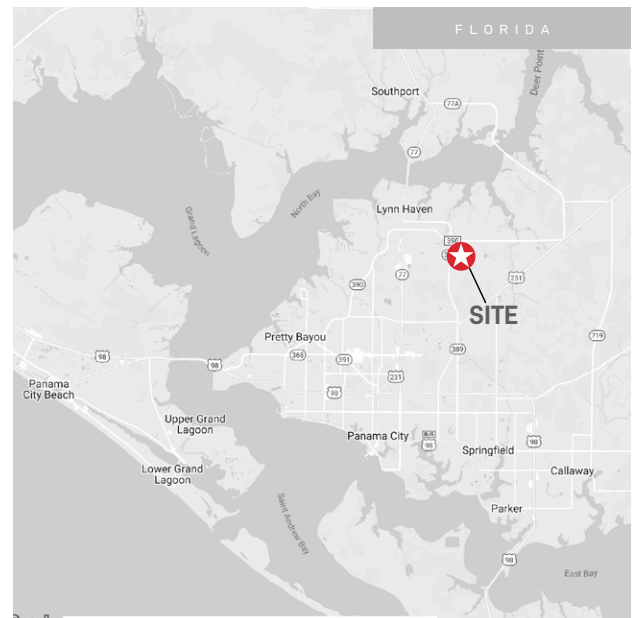 FLORIDA
Deer Point
Southport
77A
77
North Bay
Lynn Haven
Grand Lagoon
390
77
231
390
SITE
719
Pretty Bayou
368
391
389
98
98
231
Panama
City Beach
98
Upper Grand
Lagoon
Panama City
BUS
98
98
Springfield
Lower Grand
Lagoon
Callaway
Parker
Saint Andrew Bay
98
East Bay